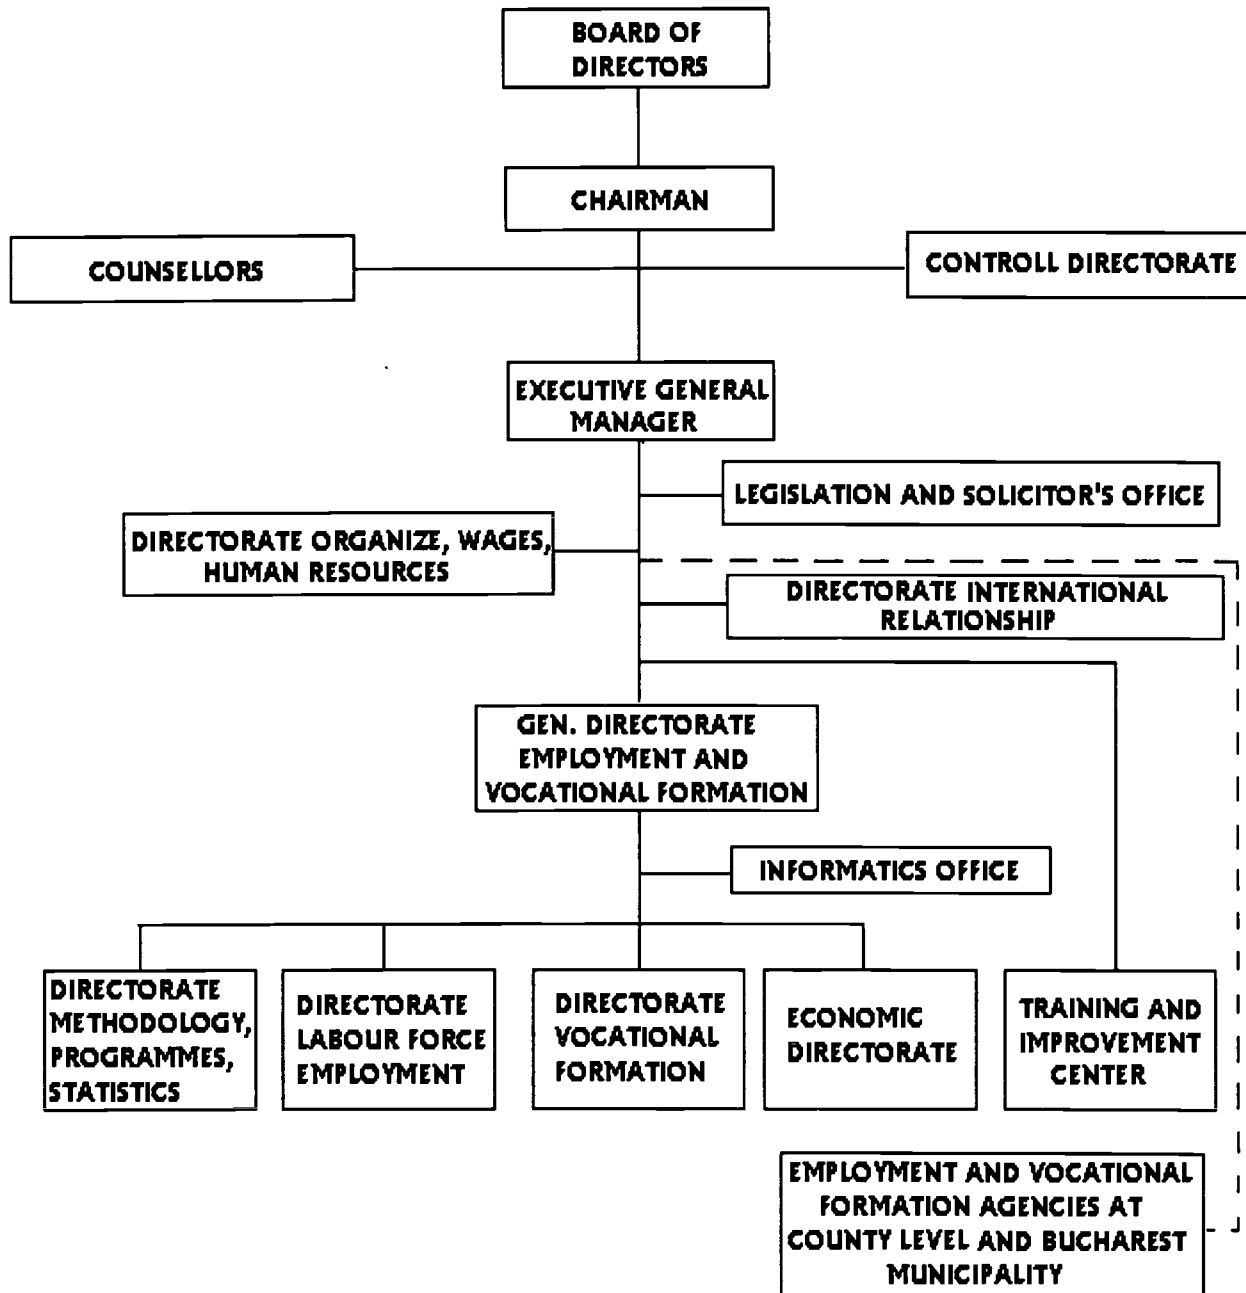 BOARD OF
DIRECTORS
CHAIRMAN
COUNSELLORS
CONTROLL DIRECTORATE
EXECUTIVE GENERAL
MANAGER
LEGISLATION AND SOLICITOR'S OFFICE
DIRECTORATE ORGANIZE, WAGES,
HUMAN RESOURCES
DIRECTORATE INTERNATIONAL
RELATIONSHIP
GEN. DIRECTORATE
EMPLOYMENT AND
VOCATIONAL FORMATION
INFORMATICS OFFICE
DIRECTORATE
METHODOLOGY,
PROGRAMMES,
STATISTICS
DIRECTORATE
LABOUR FORCE
EMPLOYMENT
DIRECTORATE
VOCATIONAL
FORMATION
ECONOMIC
DIRECTORATE
TRAINING AND
IMPROVEMENT
CENTER
EMPLOYMENT AND VOCATIONAL
FORMATION AGENCIES AT
COUNTY LEVEL AND BUCHAREST
MUNICIPALITY